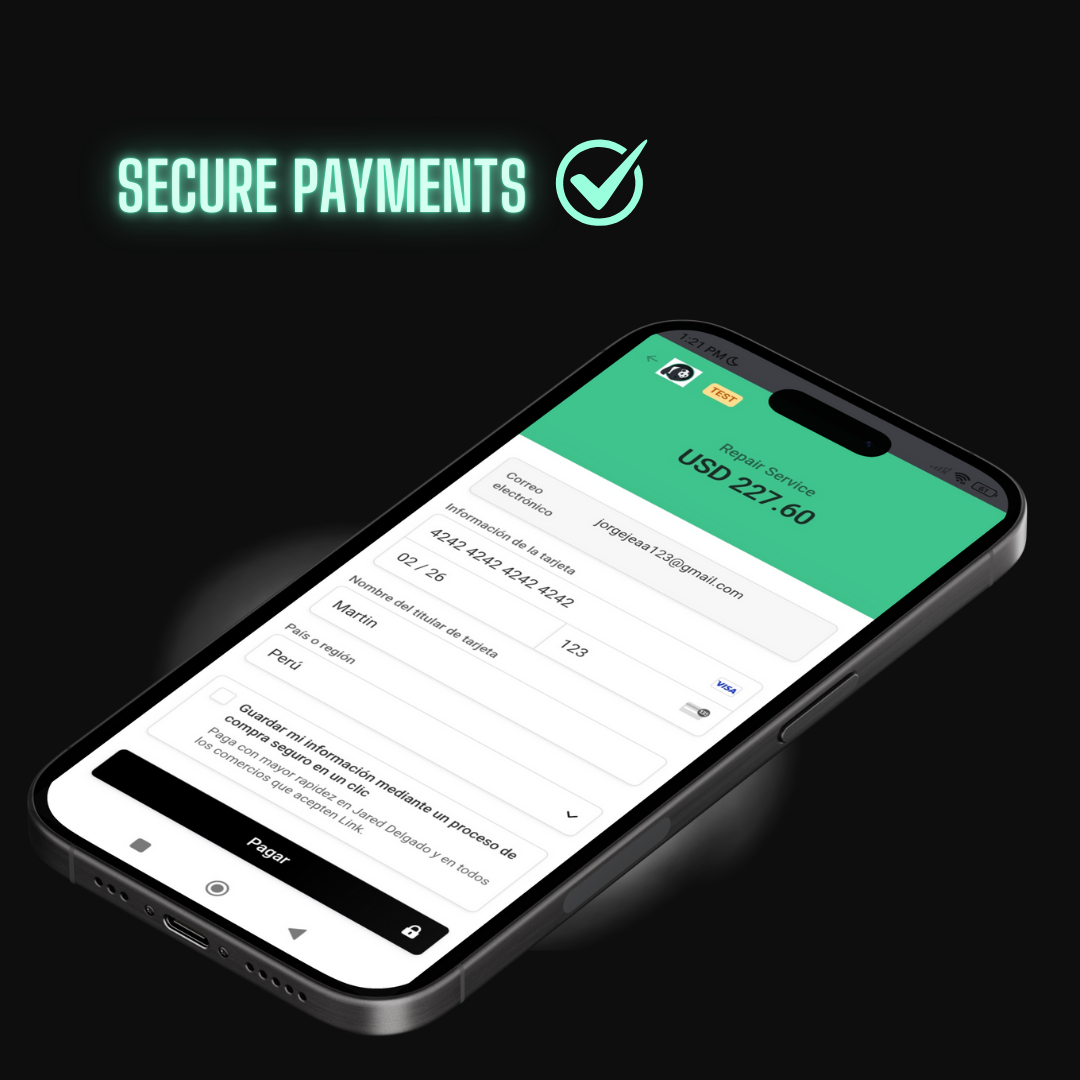 SECURE PAYMENTS
1:21 PM
TEST
Repair Service
USD 227.60
Correo
electrónico
jorgejeaa123@gmail.com
Información de la tarjeta
4242 4242 4242 4242
VISA
02 / 26
123
Nombre del titular de tarjeta
Martin
País o región
Perú
Guardar mi información mediante un proceso de
compra seguro en un clic
Paga con mayor rapidez en Jared Delgado y en todos
los comercios que acepten Link.
Pagar